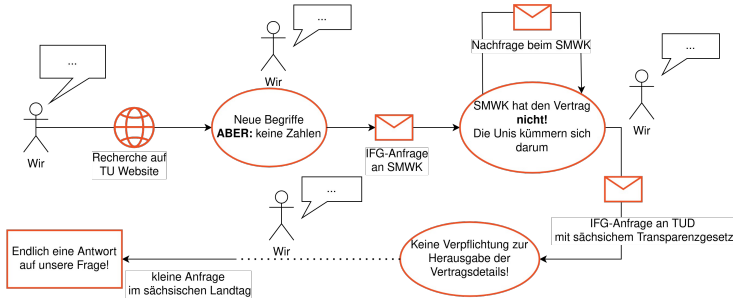 ...
Wir
Recherche auf
TU Website
...
Wir
Neue Begriffe
ABER: keine Zahlen
IFG-Anfrage
an SMWK
Nachfrage beim SMWK
SMWK hat den Vertrag
nicht!
Die Unis kümmern sich
darum
...
Wir
IFG-Anfrage an TUD
mit sächsichem Transparenzgesetz
Keine Verpflichtung zur
Herausgabe der
Vertragsdetails!
...
Wir
kleine Anfrage
im sächsischen Landtag
Endlich eine Antwort
auf unsere Frage!